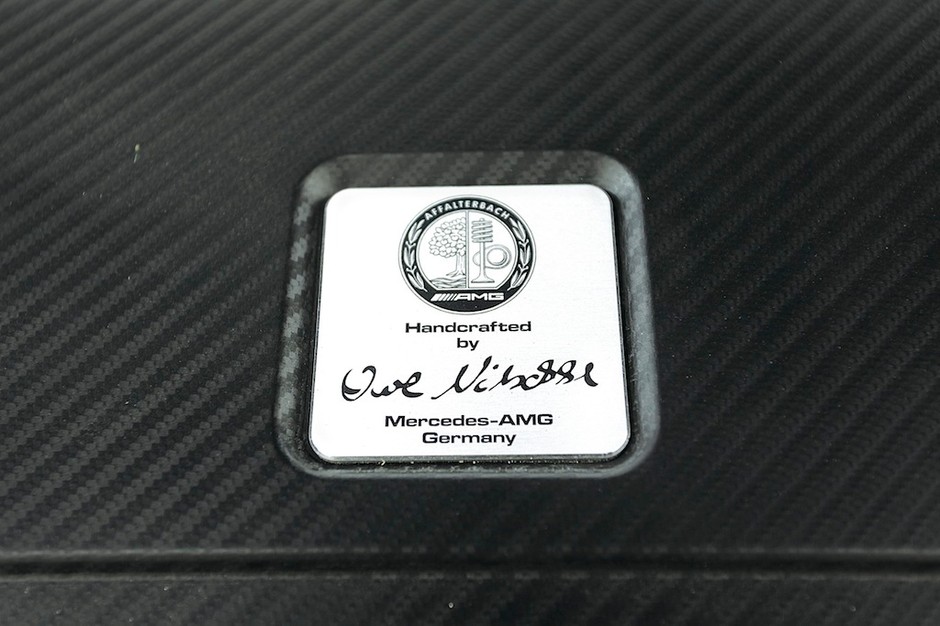 AFFALTERBACH
AMG
Handcrafted
by
Mercedes-AMG
Germany